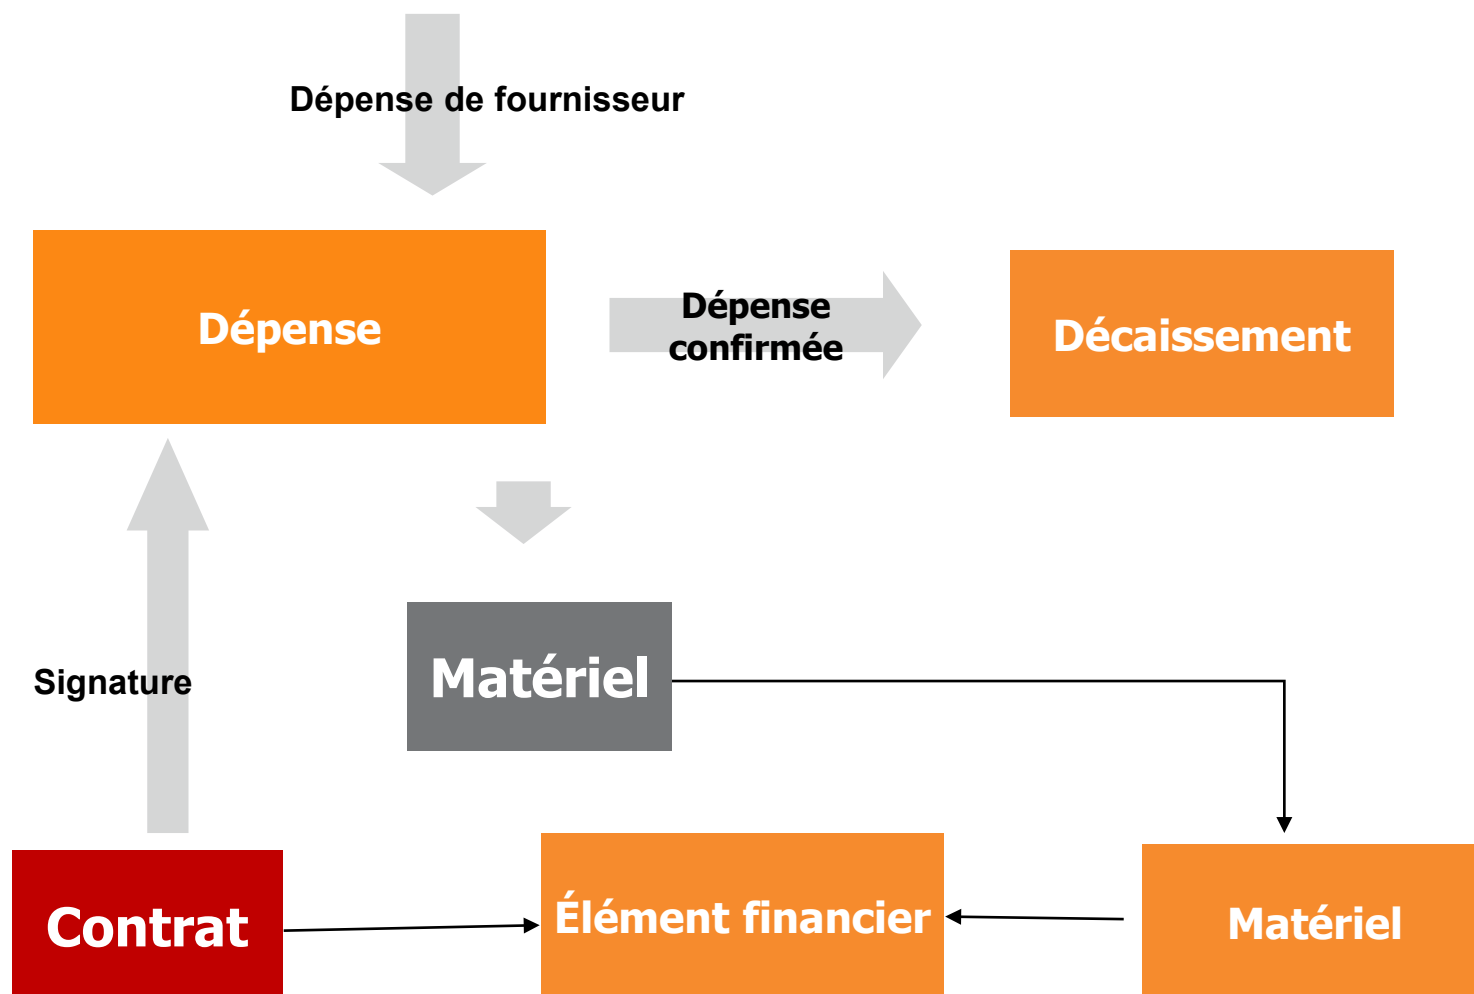 Dépense de fournisseur
Dépense
Dépense
confirmée
Décaissement
Signature
Matériel
Contrat
Élément financier
Matériel